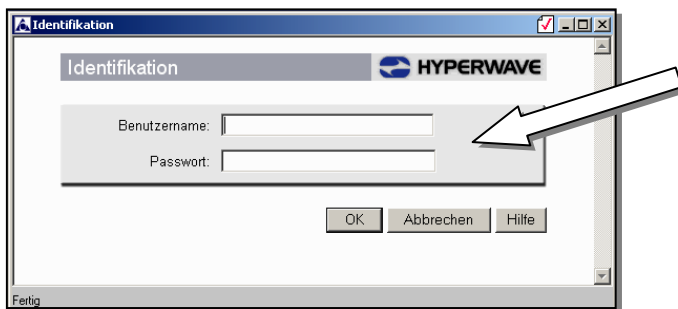 Identifikation
Identifikation HYPERWAVE
Benutzername:
Passwort:
OK Abbrechen Hilfe
Fertig